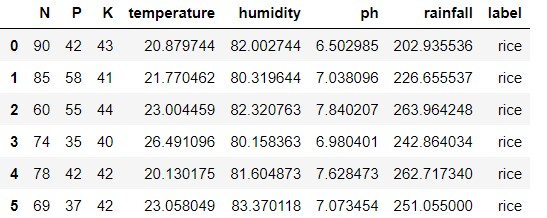 N P K temperature humidity ph rainfall label
0 90 42 43 20.879744 82.002744 6.502985 202.935536 rice
1 85 58 41 21.770462 80.319644 7.038096 226.655537 rice
2 60 55 44 23.004459 82.320763 7.840207 263.964248 rice
3 74 35 40 26.491096 80.158363 6.980401 242.864034 rice
4 78 42 42 20.130175 81.604873 7.628473 262.717340 rice
5 69 37 42 23.058049 83.370118 7.073454 251.055000 rice